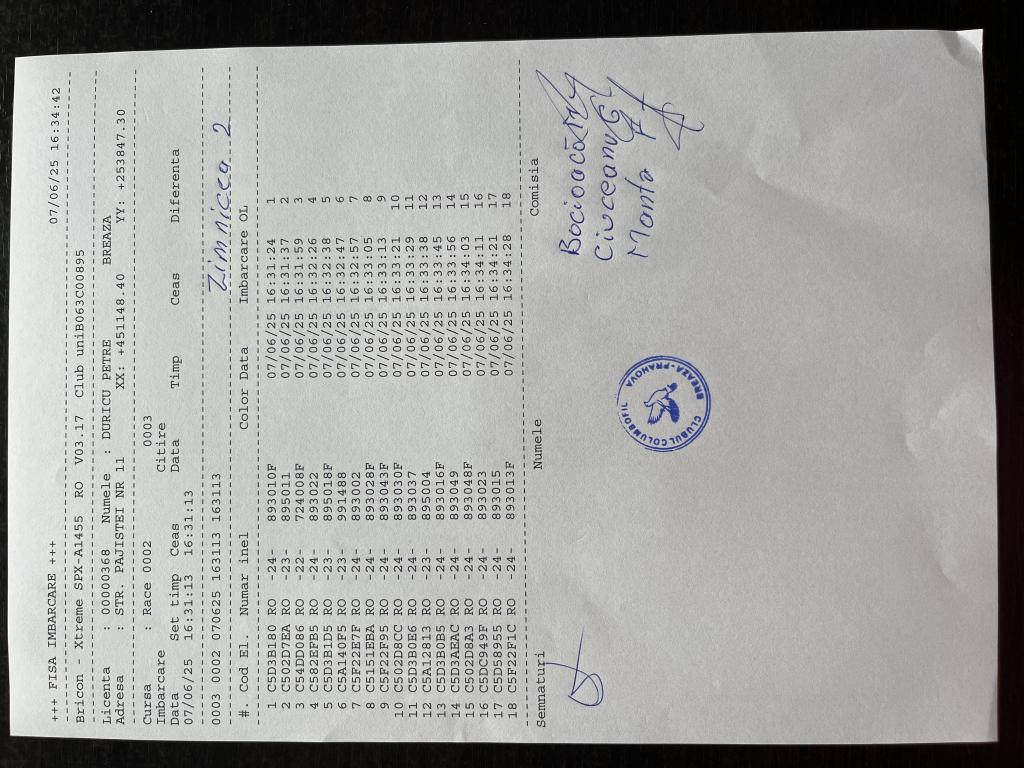 +++ FISA IMBARCARE +++ 07/06/25 16:34:42
Bricon - Xtreme SPX-A1455 RO V03.17 Club uniB063C00895
Licenta : 00000368 Numele : DURICU PETRE BREAZA
Adresa : STR. PAJISTEI NR 11 XX: +451148.40 YY: +253847.30
Cursa : Race 0002 0003
Imbarcare Citire
Data Set timp Ceas Data Timp Ceas Diferenta
07/06/25 16:31:13 16:31:13
0003 0002 070625 163113 163113 Zimnicea 2
#. Cod El. Numar inel Color Data Imbarcare OL
1 C5D3B180 RO -24- 893010F 07/06/25 16:31:24 1
2 C502D7EA RO -23- 895011 07/06/25 16:31:37 2
3 C54DD086 RO -22- 724008F 07/06/25 16:31:59 3
4 C582EFB5 RO -24- 893022 07/06/25 16:32:26 4
5 C5D3B1D5 RO -23- 895018F 07/06/25 16:32:38 5
6 C5A140F5 RO -23- 991488 07/06/25 16:32:47 6
7 C5F22E7F RO -24- 893002 07/06/25 16:32:57 7
8 C5151EBA RO -24- 893028F 07/06/25 16:33:05 8
9 C5F22F95 RO -24- 893043F 07/06/25 16:33:13 9
10 C502D8CC RO -24- 893030F 07/06/25 16:33:21 10
11 C5D3B0E6 RO -24- 893037 07/06/25 16:33:29 11
12 C5A12813 RO -23- 895004 07/06/25 16:33:38 12
13 C5D3B0B5 RO -24- 893016F 07/06/25 16:33:45 13
14 C5D3AEAC RO -24- 893049 07/06/25 16:33:56 14
15 C502D8A3 RO -24- 893048F 07/06/25 16:34:03 15
16 C5DC949F RO -24- 893023 07/06/25 16:34:11 16
17 C5D58955 RO -24- 893015 07/06/25 16:34:21 17
18 C5F22F1C RO -24- 893013F 07/06/25 16:34:28 18
Semnaturi Numele Comisia
Ciuceanu G
Manta
CLUBUL COLUMBOFIL
BREAZA-PRAHOVA